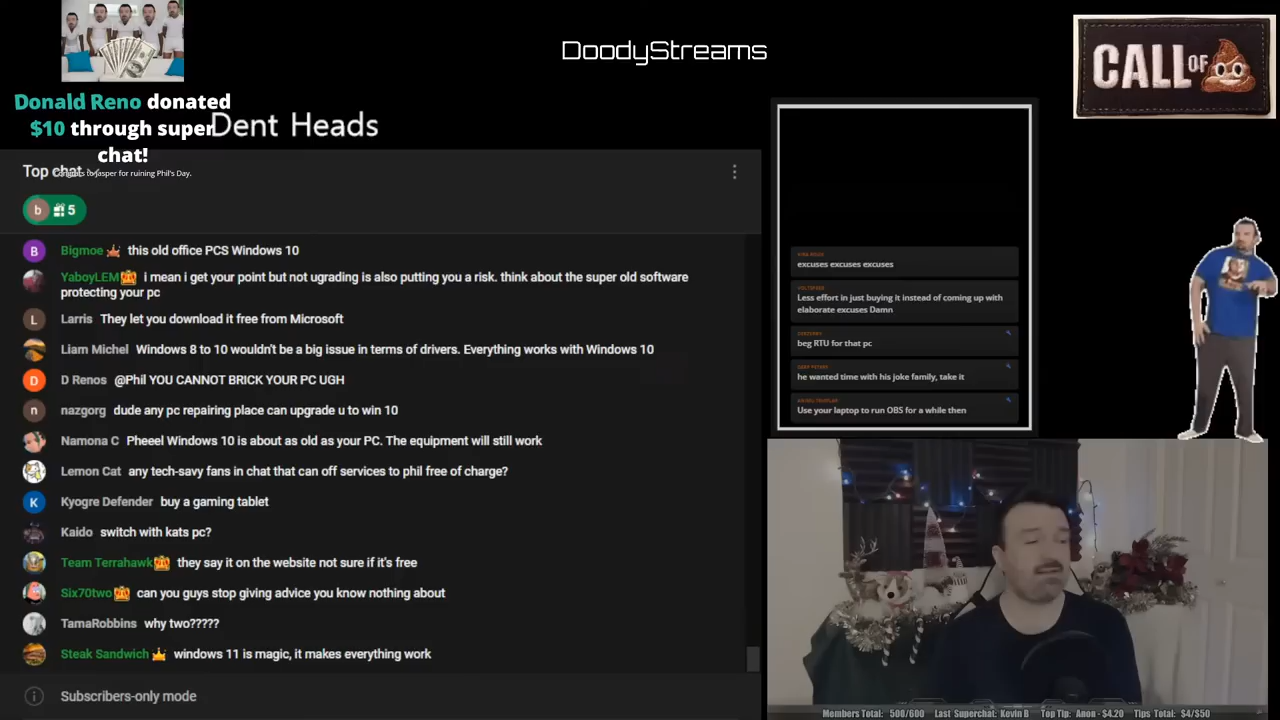 DoodyStreams
CALL OF
Donald Reno donated
$10 through super
chat!
Dent Heads
Top chat
to Jasper for ruining Phil's Day.
b 5
B Bigmoe this old office PCS Windows 10
YaboyLEM i mean i get your point but not ugrading is also putting you a risk. think about the super old software
protecting your pc
L Larris They let you download it free from Microsoft
Liam Michel Windows 8 to 10 wouldn't be a big issue in terms of drivers. Everything works with Windows 10
D D Renos @Phil YOU CANNOT BRICK YOUR PC UGH
n nazgorg dude any pc repairing place can upgrade u to win 10
Namona C Pheeel Windows 10 is about as old as your PC. The equipment will still work
Lemon Cat any tech-savy fans in chat that can off services to phil free of charge?
K Kyogre Defender buy a gaming tablet
Kaido switch with kats pc?
Team Terrahawk they say it on the website not sure if it's free
Six70two can you guys stop giving advice you know nothing about
TamaRobbins why two?????
Steak Sandwich windows 11 is magic, it makes everything work
Subscribers-only mode
excuses excuses excuses
Less effort in just buying it instead of coming up with
elaborate excuses Damn
beg RTU for that pc
he wanted time with his joke family, take it
Use your laptop to run OBS for a while then
Members Total: 508/600 Last Superchat: Kevin B Top Tip: Anon - $4.20 Tips Total: $4/$50